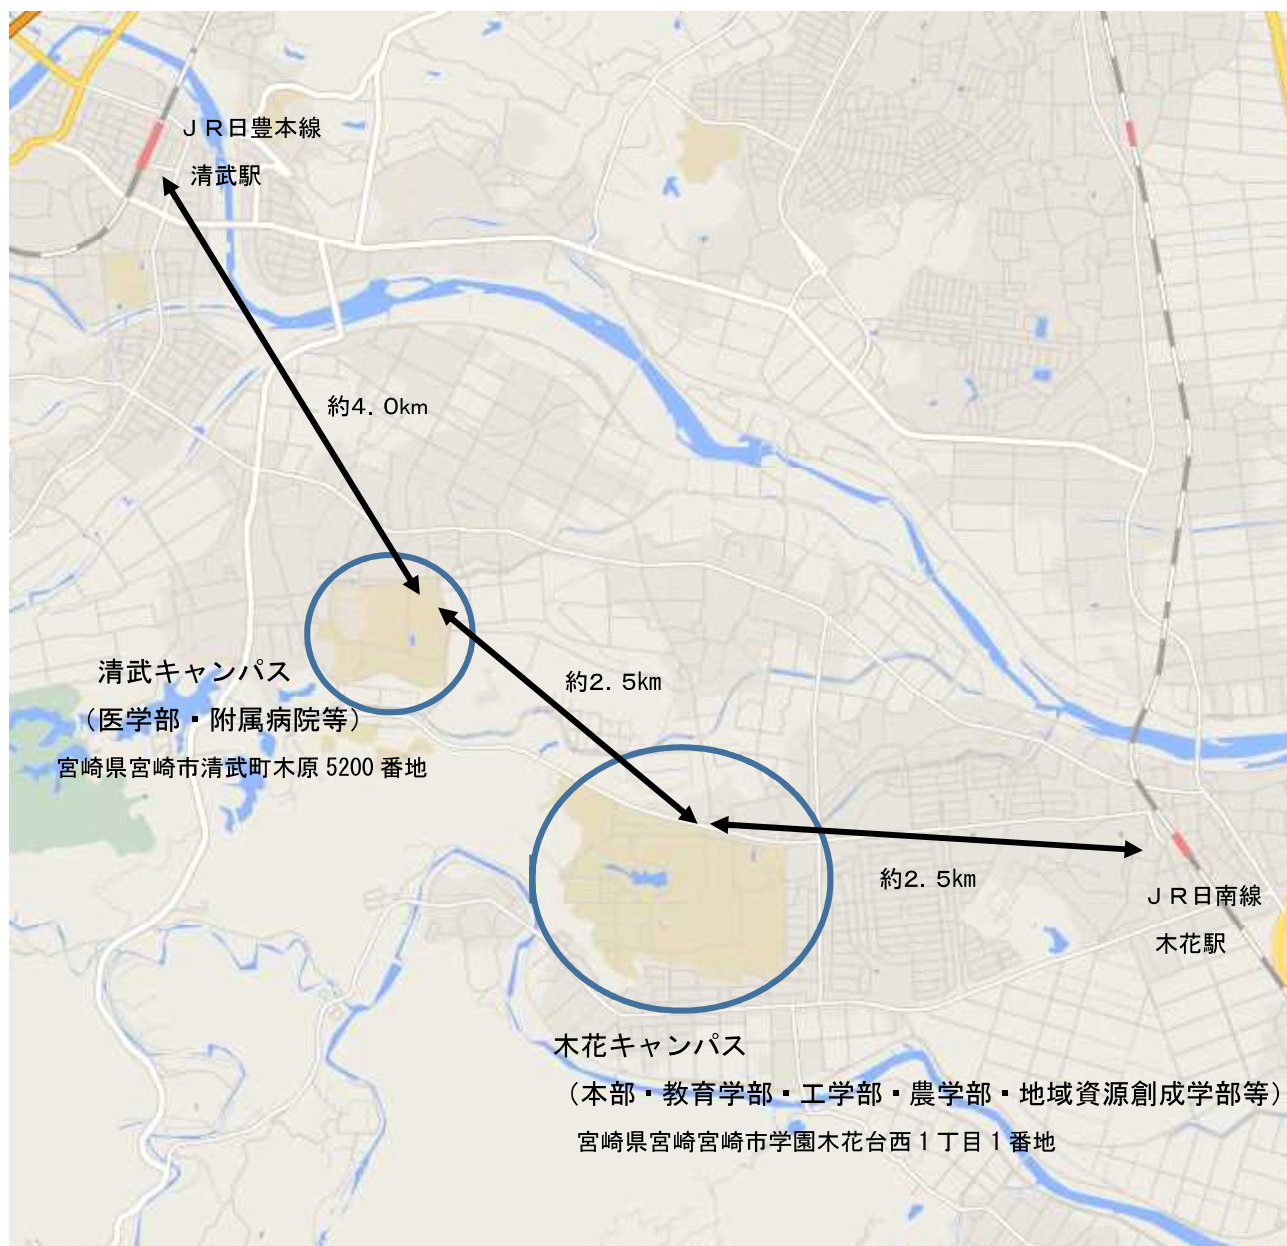 ＪＲ日豊本線
清武駅
約4．0km
清武キャンパス
（医学部・附属病院等）
宮崎県宮崎市清武町木原 5200 番地
約2．5㎞
約2．5㎞
ＪＲ日南線
木花駅
木花キャンパス
（本部・教育学部・工学部・農学部・地域資源創成学部等）
宮崎県宮崎宮崎市学園木花台西 1 丁目 1 番地